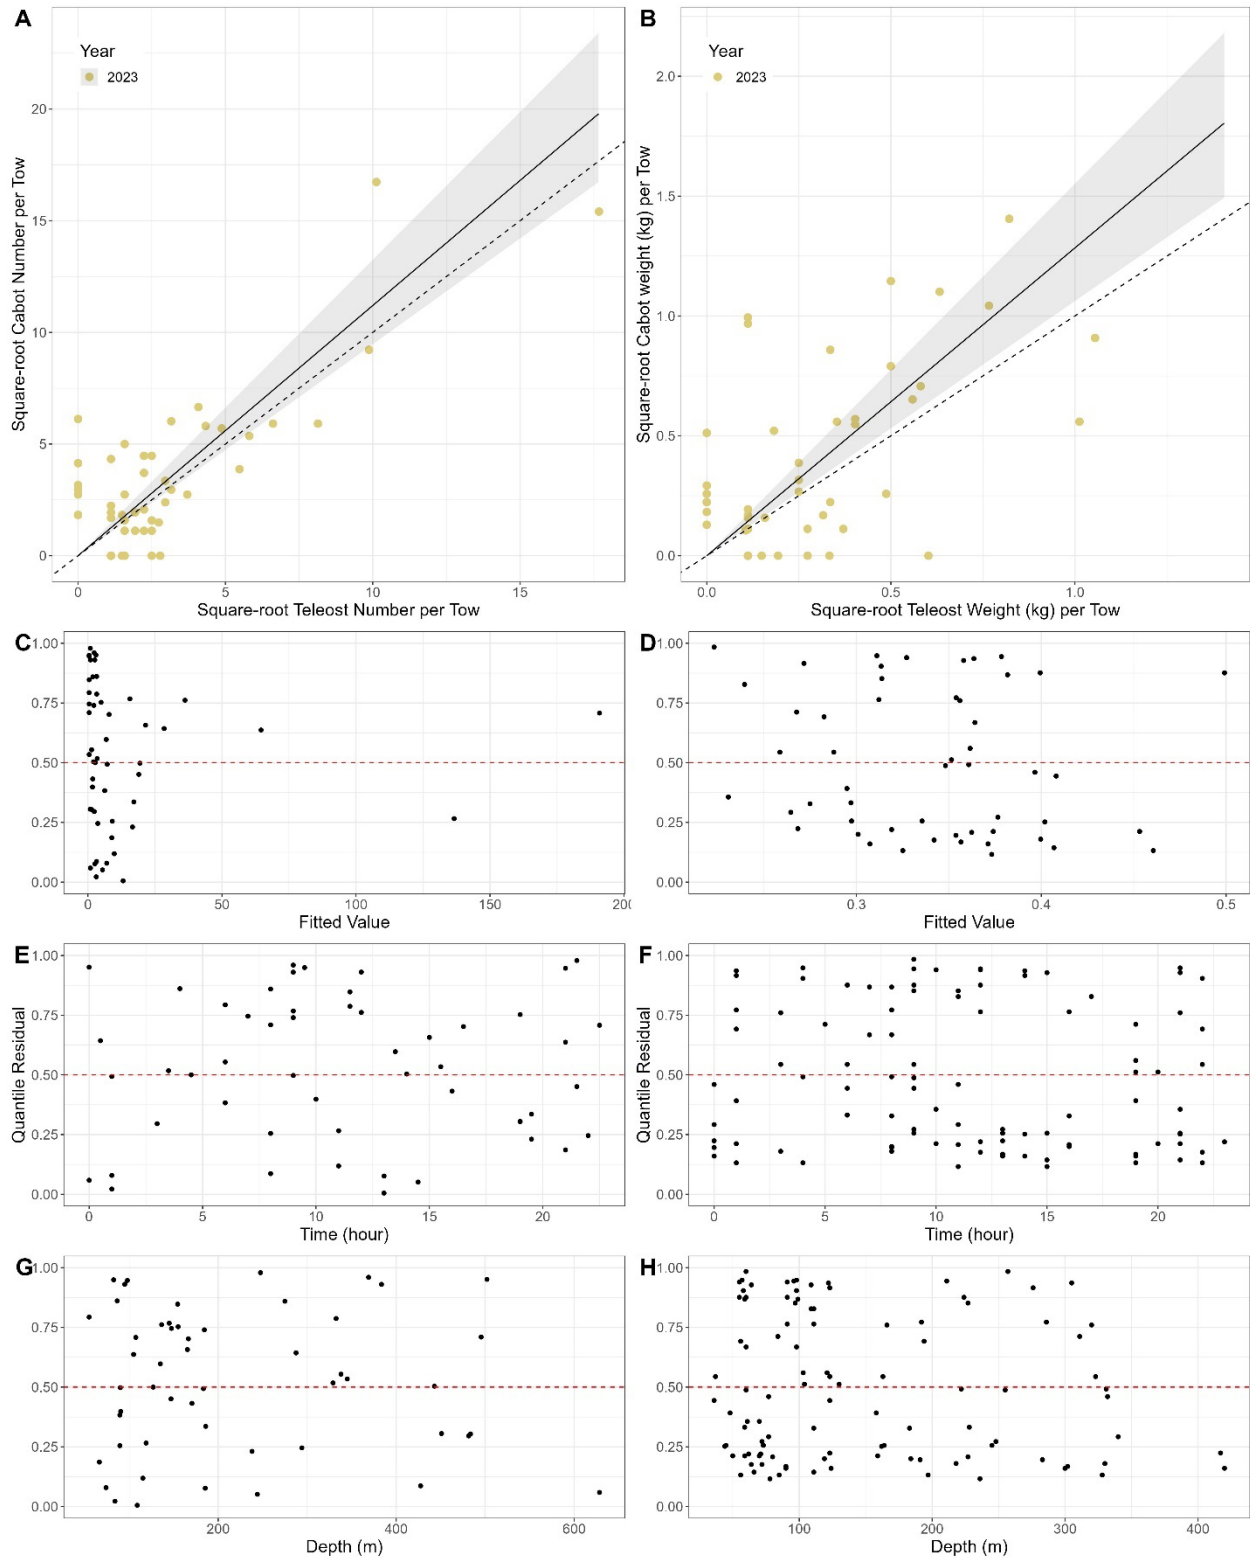 A
Year
2023
Square-root Cabot Number per Tow
20
15
10
5
0
0 5 10 15
Square-root Teleost Number per Tow
B
Year
2023
Square-root Cabot weight (kg) per Tow
2.0
1.5
1.0
0.5
0.0
0.0 0.5 1.0
Square-root Teleost Weight (kg) per Tow
C
1.00
0.75
0.50
0.25
0.00
0 50 100 150 200
Fitted Value
D
1.00
0.75
0.50
0.25
0.00
0.3 0.4 0.5
Fitted Value
E
Quantile Residual
1.00
0.75
0.50
0.25
0.00
0 5 10 15 20
Time (hour)
F
Quantile Residual
1.00
0.75
0.50
0.25
0.00
0 5 10 15 20
Time (hour)
G
1.00
0.75
0.50
0.25
0.00
200 400 600
Depth (m)
H
1.00
0.75
0.50
0.25
0.00
100 200 300 400
Depth (m)